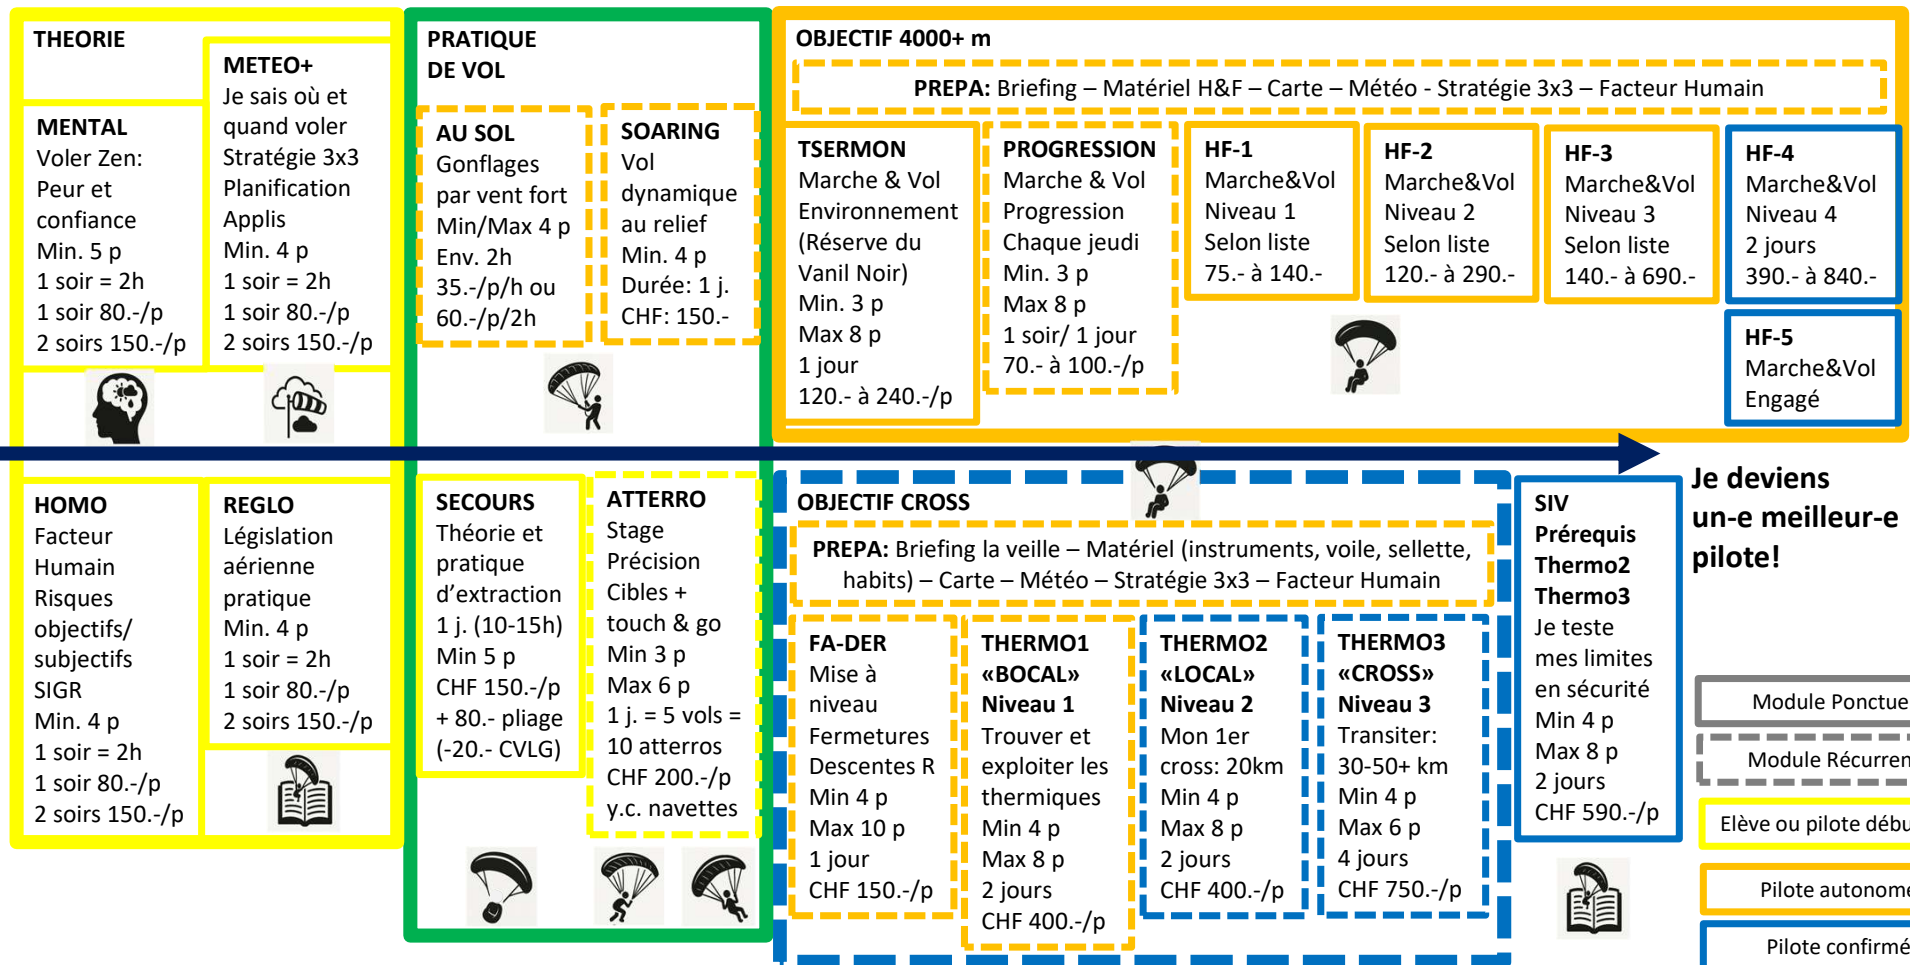 THEORIE
MENTAL
Voler Zen:
Peur et
confiance
Min. 5 p
1 soir = 2h
1 soir 80.-/p
2 soirs 150.-/p
METEO+
Je sais où et
quand voler
Stratégie 3x3
Planification
Applis
Min. 4 p
1 soir = 2h
1 soir 80.-/p
2 soirs 150.-/p
PRATIQUE
DE VOL
AU SOL
Gonflages
par vent fort
Min/Max 4 p
Env. 2h
35.-/p/h ou
60.-/p/2h
SOARING
Vol
dynamique
au relief
Min. 4 p
Durée: 1 j.
CHF: 150.-
OBJECTIF 4000+ m
PREPA: Briefing – Matériel H&F – Carte – Météo - Stratégie 3x3 – Facteur Humain
TSERMON
Marche & Vol
Environnement
(Réserve du
Vanil Noir)
Min. 3 p
Max 8 p
1 jour
120.- à 240.-/p
PROGRESSION
Marche & Vol
Progression
Chaque jeudi
Min. 3 p
Max 8 p
1 soir/ 1 jour
70.- à 100.-/p
HF-1
Marche&Vol
Niveau 1
Selon liste
75.- à 140.-
HF-2
Marche&Vol
Niveau 2
Selon liste
120.- à 290.-
HF-3
Marche&Vol
Niveau 3
Selon liste
140.- à 690.-
HF-4
Marche&Vol
Niveau 4
2 jours
390.- à 840.-
HF-5
Marche&Vol
Engagé
HOMO
Facteur
Humain
Risques
objectifs/
subjectifs
SIGR
Min. 4 p
1 soir = 2h
1 soir 80.-/p
2 soirs 150.-/p
REGLO
Législation
aérienne
pratique
Min. 4 p
1 soir = 2h
1 soir 80.-/p
2 soirs 150.-/p
SECOURS
Théorie et
pratique
d’extraction
1 j. (10-15h)
Min 5 p
CHF 150.-/p
+ 80.- pliage
(-20.- CVLG)
ATTERRO
Stage
Précision
Cibles +
touch & go
Min 3 p
Max 6 p
1 j. = 5 vols =
10 atterros
CHF 200.-/p
y.c. navettes
OBJECTIF CROSS
PREPA: Briefing la veille – Matériel (instruments, voile, sellette,
habits) – Carte – Météo – Stratégie 3x3 – Facteur Humain
FA-DER
Mise à
niveau
Fermetures
Descentes R
Min 4 p
Max 10 p
1 jour
CHF 150.-/p
THERMO1
«BOCAL»
Niveau 1
Trouver et
exploiter les
thermiques
Min 4 p
Max 8 p
2 jours
CHF 400.-/p
THERMO2
«LOCAL»
Niveau 2
Mon 1er
cross: 20km
Min 4 p
Max 8 p
2 jours
CHF 400.-/p
THERMO3
«CROSS»
Niveau 3
Transiter:
30-50+ km
Min 4 p
Max 6 p
4 jours
CHF 750.-/p
SIV
Prérequis
Thermo2
Thermo3
Je teste
mes limites
en sécurité
Min 4 p
Max 8 p
2 jours
CHF 590.-/p
Je deviens
un-e meilleur-e
pilote!
Module Ponctue
Module Récurren
Elève ou pilote débu
Pilote autonome
Pilote confirmé